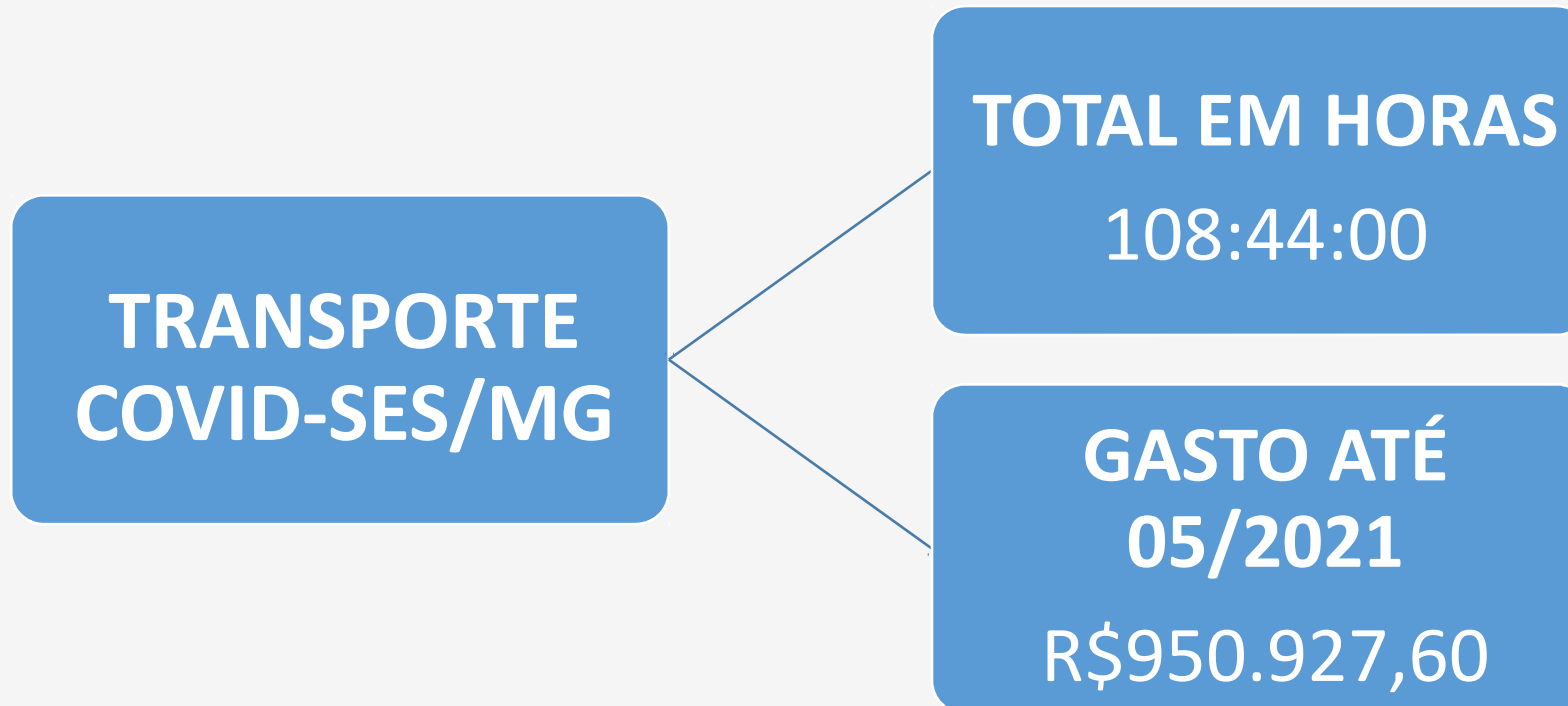 TRANSPORTE
COVID-SES/MG
TOTAL EM HORAS
108:44:00
GASTO ATÉ
05/2021
R$950.927,60